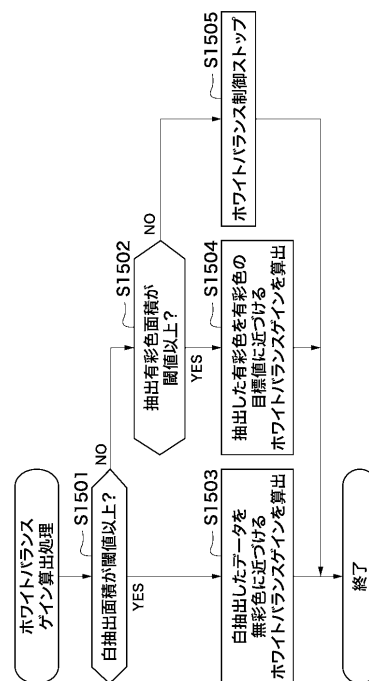 ホワイトバランス
ゲイン算出処理
S1501
白抽出面積が閾値以上?
NO
YES
S1502
抽出有彩色面積が
閾値以上?
NO
YES
S1503
白抽出したデータを
無彩色に近づける
ホワイトバランスゲインを算出
S1504
抽出した有彩色を有彩色の
目標値に近づける
ホワイトバランスゲインを算出
S1505
ホワイトバランス制御ストップ
終了